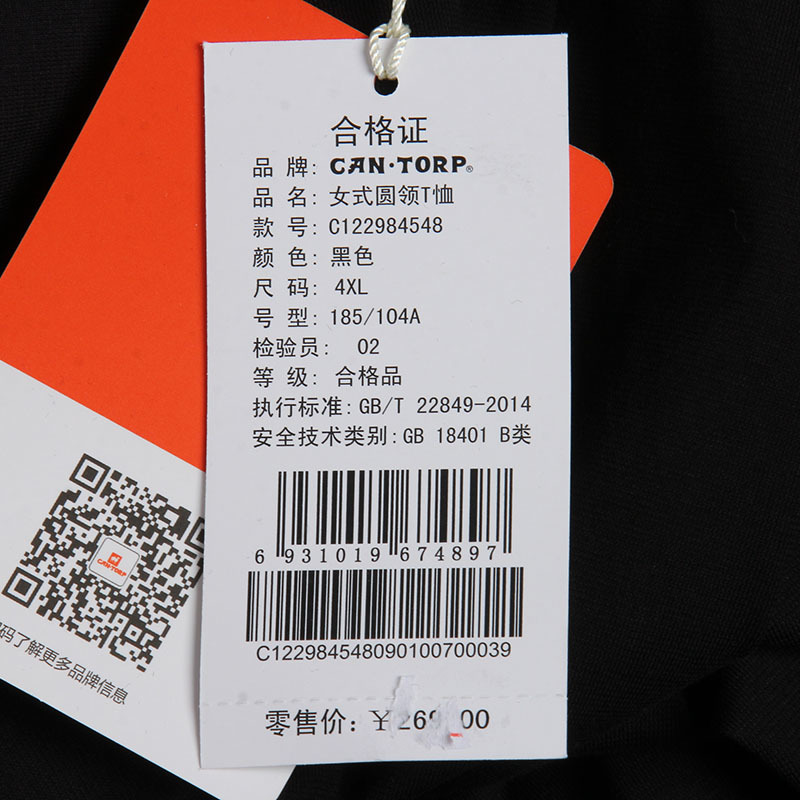 合格证
品 牌: CAN·TORP®
品 名: 女式圆领T恤
款 号: C122984548
颜 色: 黑色
尺 码: 4XL
号 型: 185/104A
检验员: 02
等 级: 合格品
执行标准: GB/T 22849-2014
安全技术类别: GB 18401 B类
6 931019 674897
C122984548090100700039
零售价: ¥
CAN·TORP
码了解更多品牌信息